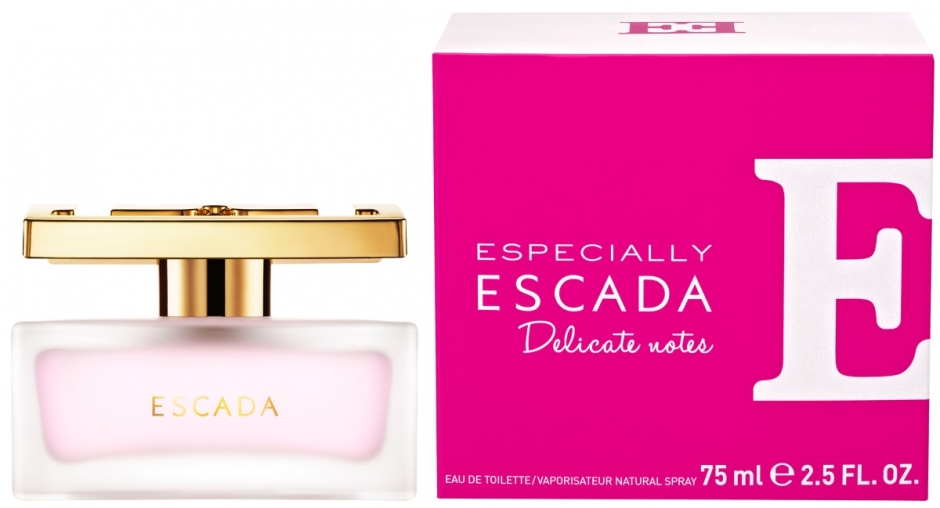 ESCADA
ESPECIALLY
ESCADA
Delicate notes
E
EAU DE TOILETTE/VAPORISATEUR NATURAL SPRAY 75 ml e 2.5 FL. OZ.